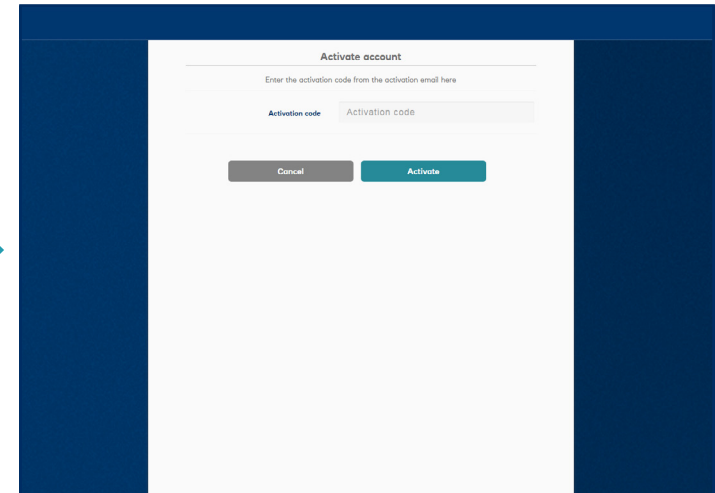 Activate account
Enter the activation code from the activation email here
Activation code Activation code
Cancel Activate